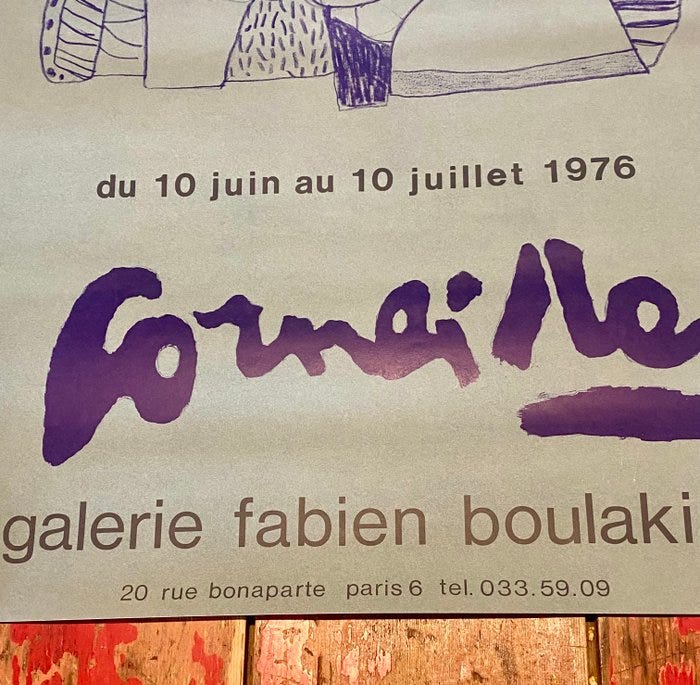 du 10 juin au 10 juillet 1976
Corneille
galerie fabien boulaki
20 rue bonaparte paris 6 tel. 033.59.09